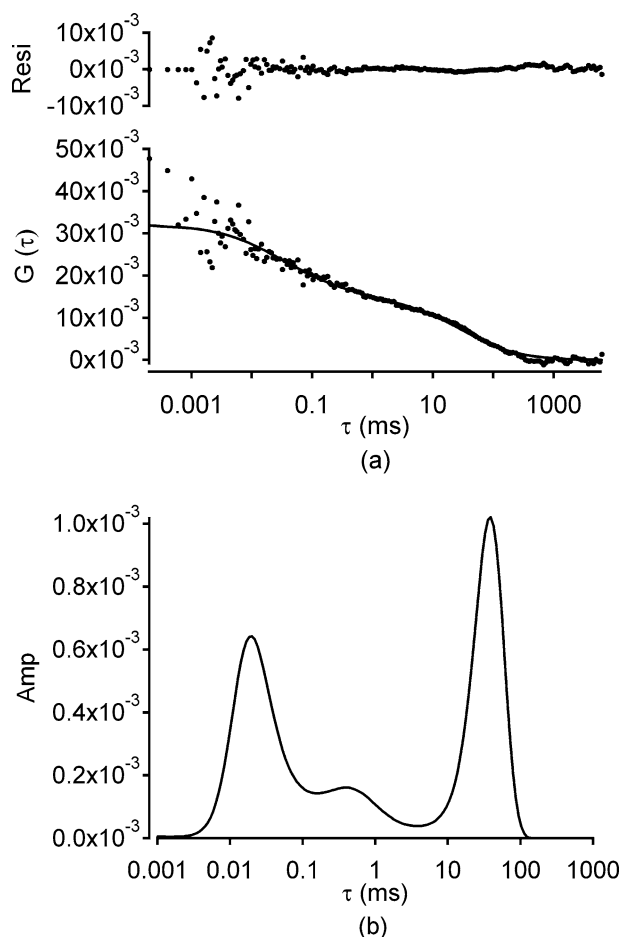 10x10-3
0x10-3
-10x10-3
Resi
50x10-3
40x10-3
30x10-3
20x10-3
10x10-3
0x10-3
G (τ)
0.001 0.1 10 1000
τ (ms)
(a)
1.0x10-3
0.8x10-3
0.6x10-3
0.4x10-3
0.2x10-3
0.0x10-3
Amp
0.001 0.01 0.1 1 10 100 1000
τ (ms)
(b)